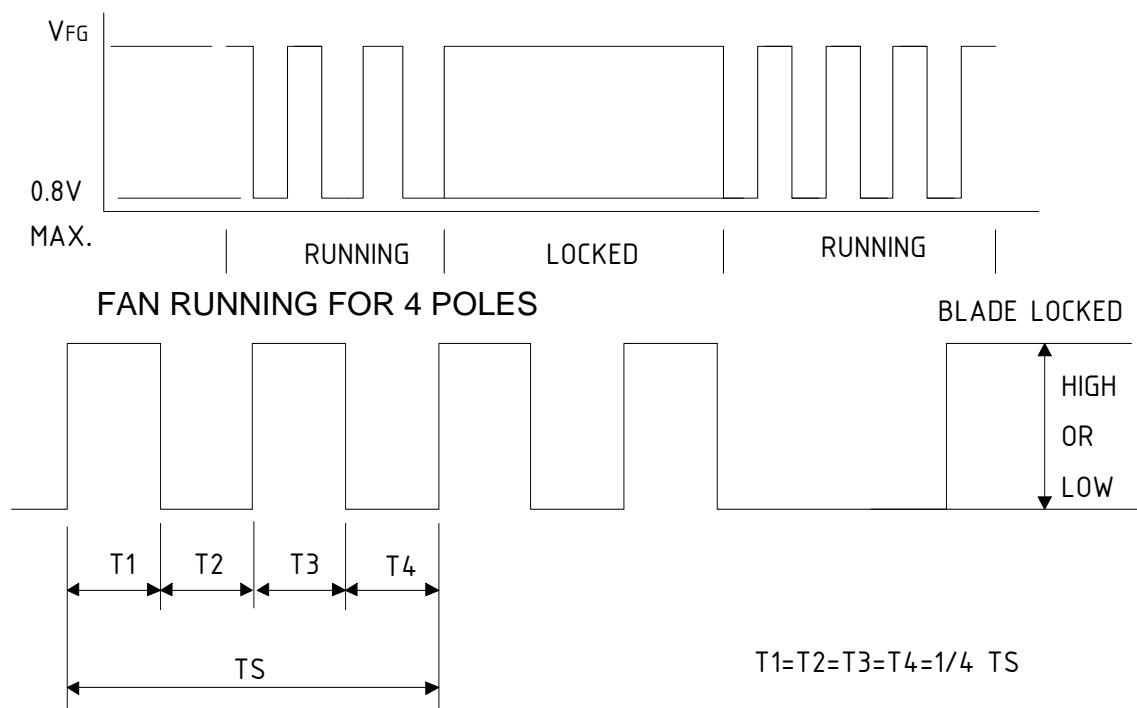 VFG
0.8V
MAX.
RUNNING
LOCKED
RUNNING
FAN RUNNING FOR 4 POLES
BLADE LOCKED
HIGH
OR
LOW
T1
T2
T3
T4
TS
T1=T2=T3=T4=1/4 TS